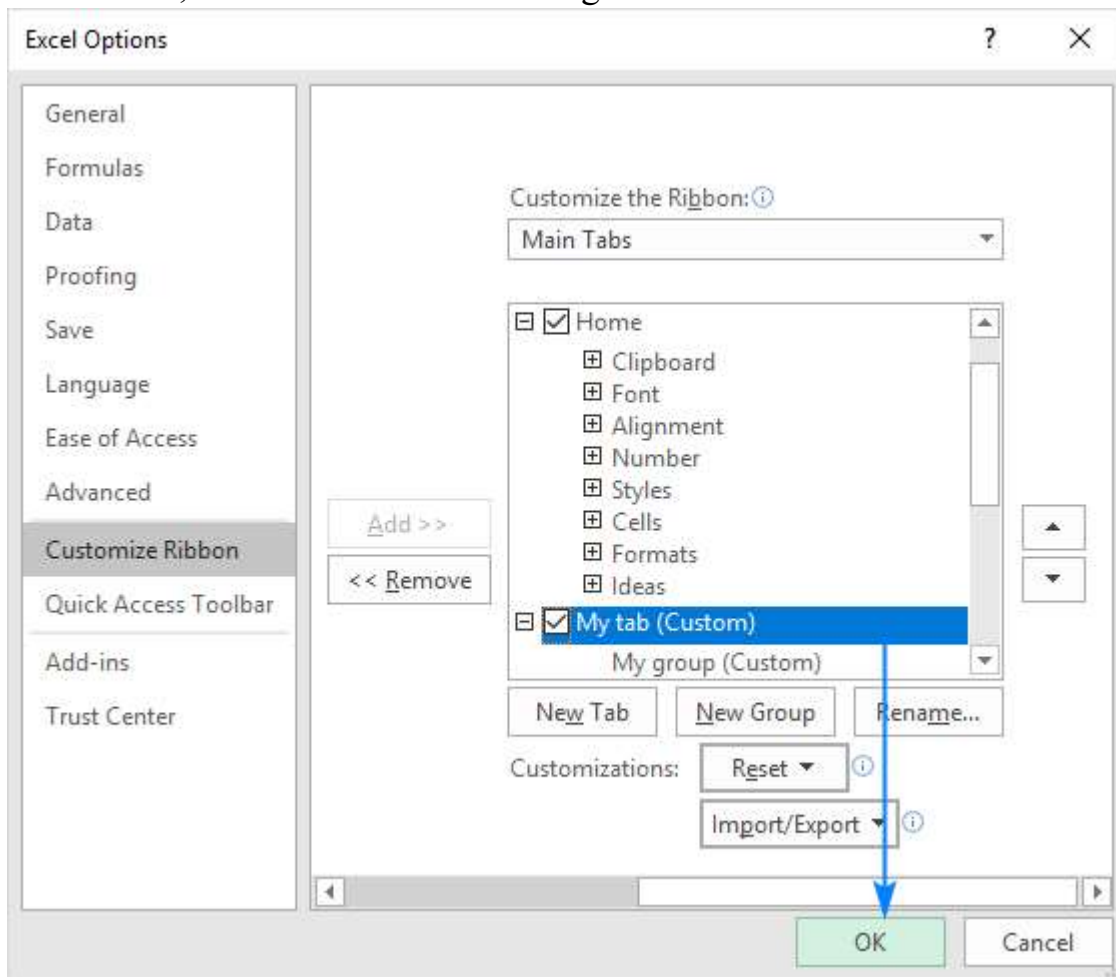 Excel Options ? ×
General
Formulas
Data
Proofing
Save
Language
Ease of Access
Advanced
Customize Ribbon
Quick Access Toolbar
Add-ins
Trust Center
Customize the Ribbon:
Main Tabs
Home
Clipboard
Font
Alignment
Number
Styles
Cells
Formats
Ideas
My tab (Custom)
My group (Custom)
Add >>
<< Remove
New Tab New Group Rename...
Customizations: Reset
Import/Export
OK Cancel